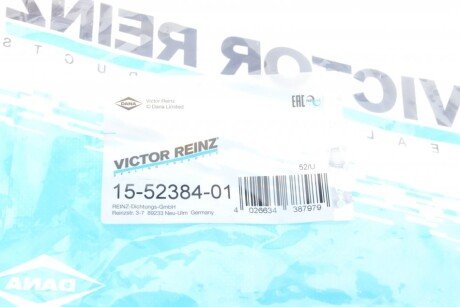 VICTOR REINZ
VICTOR REINZ
DANA
Victor Reinz
© Dana Limited
EAC
VICTOR REINZ
52/U
15-52384-01
REINZ-Dichtungs-GmbH
Reinzstr. 3-7 89233 Neu-Ulm Germany
4 026634 387979
DANA